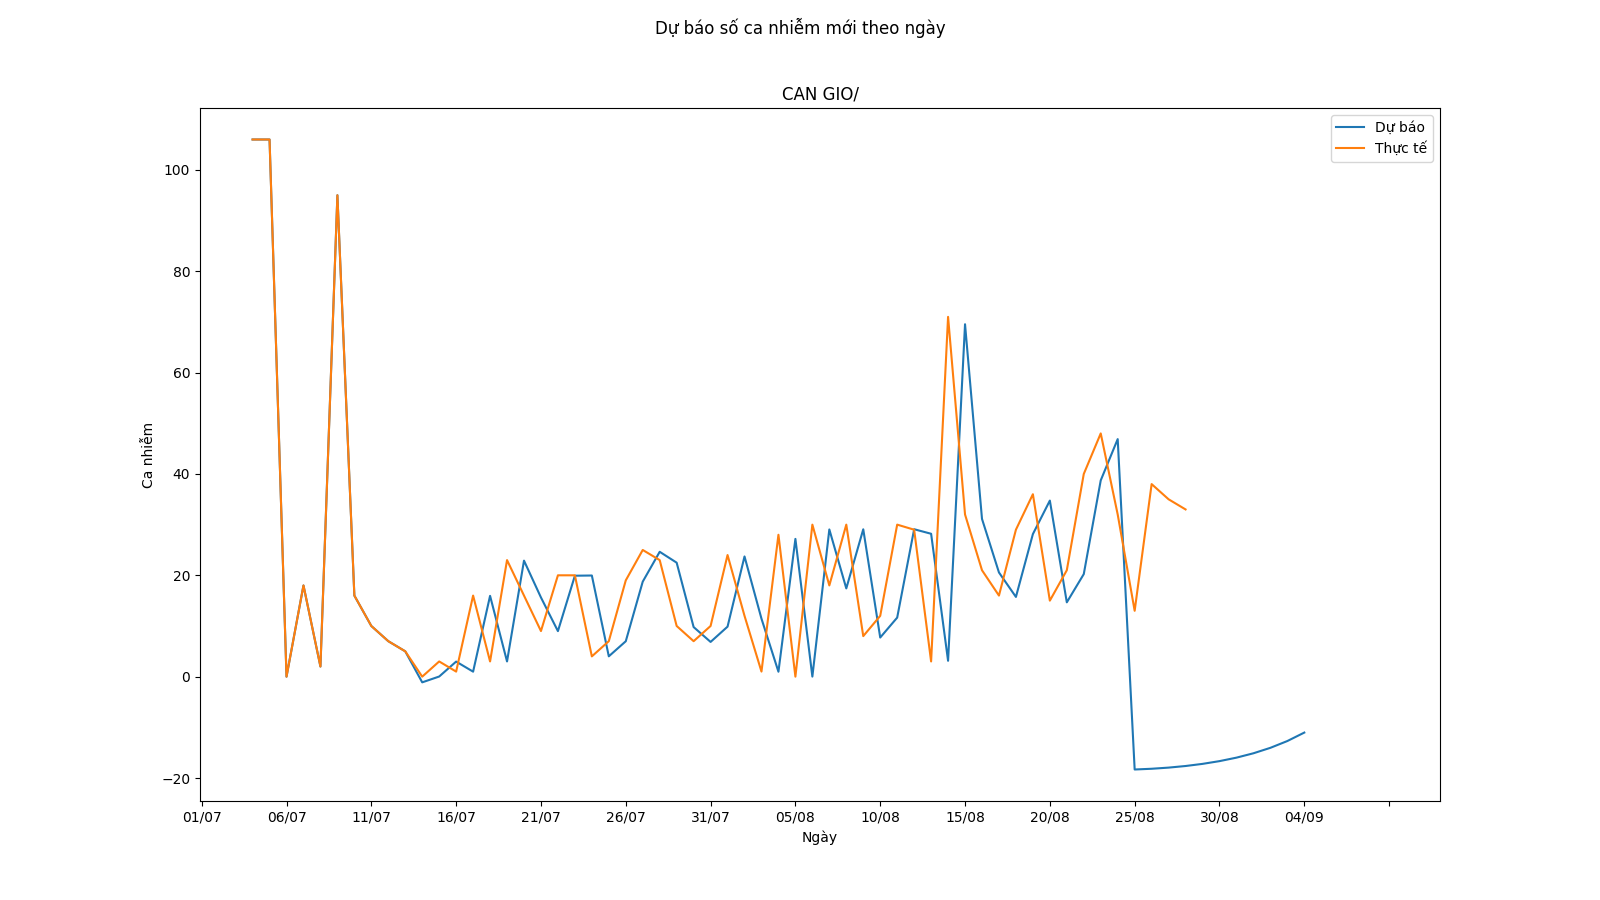 Dự báo số ca nhiễm mới theo ngày
CAN GIO/
Dự báo
Thực tế
100
80
60
40
20
0
−20
Ca nhiễm
01/07 06/07 11/07 16/07 21/07 26/07 31/07 05/08 10/08 15/08 20/08 25/08 30/08 04/09
Ngày